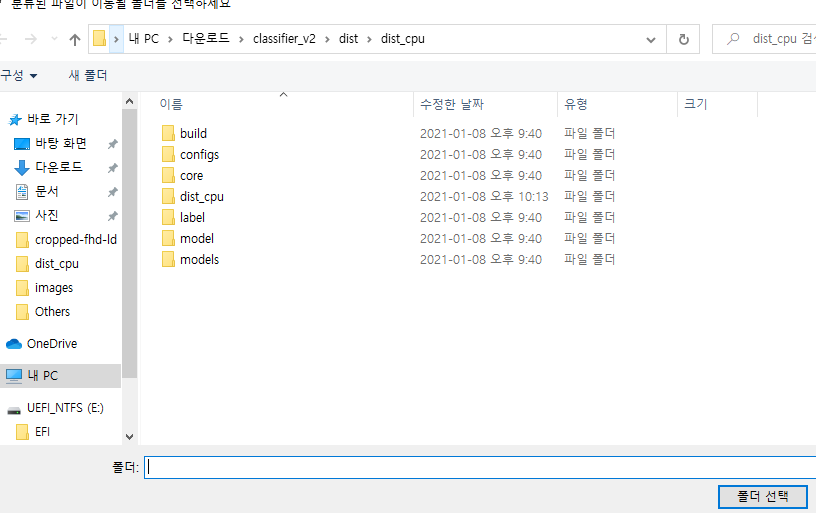 분류된 파일이 이동될 폴더를 선택하세요
내 PC > 다운로드 > classifier_v2 > dist > dist_cpu
dist_cpu 검색
구성 새 폴더
이름 수정한 날짜 유형 크기
바로 가기
바탕 화면
다운로드
문서
사진
cropped-fhd-ld
dist_cpu
images
Others
OneDrive
내 PC
UEFI_NTFS (E:)
EFI
build 2021-01-08 오후 9:40 파일 폴더
configs 2021-01-08 오후 9:40 파일 폴더
core 2021-01-08 오후 9:40 파일 폴더
dist_cpu 2021-01-08 오후 10:13 파일 폴더
label 2021-01-08 오후 9:40 파일 폴더
model 2021-01-08 오후 9:40 파일 폴더
models 2021-01-08 오후 9:40 파일 폴더
폴더:
폴더 선택